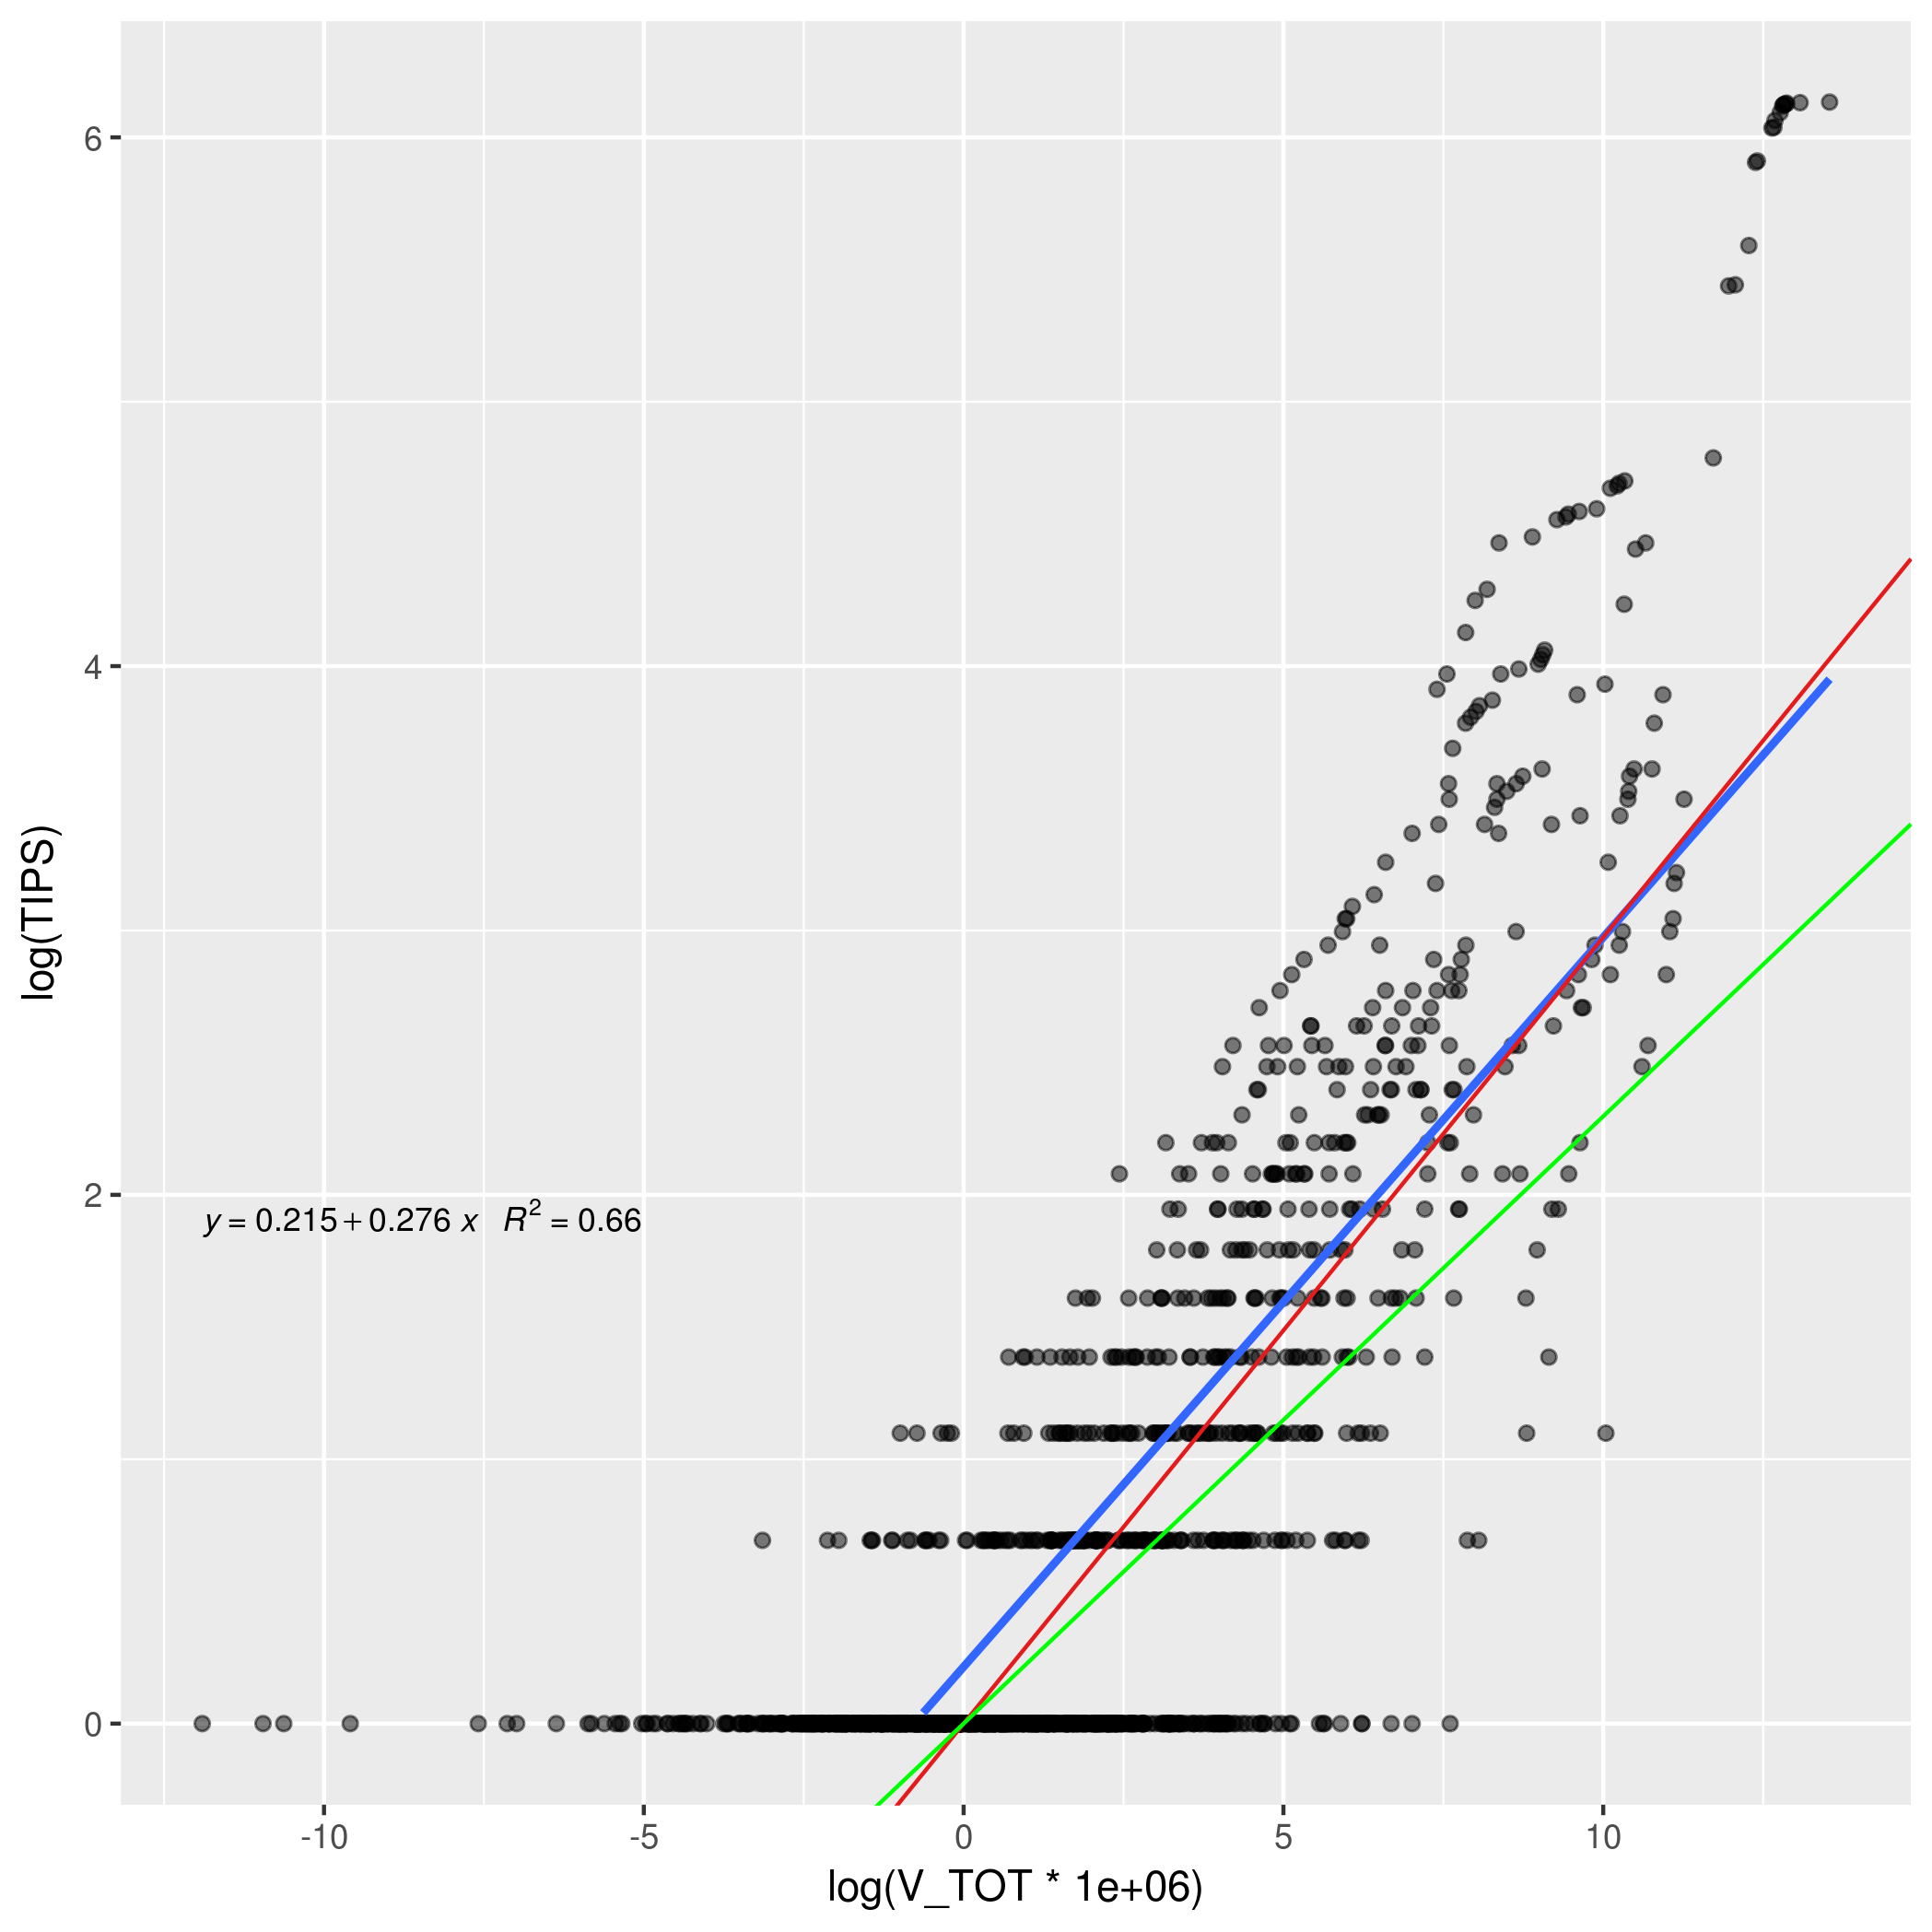 6
4
2
0
log(TIPS)
y = 0.215 + 0.276 x R² = 0.66
-10 -5 0 5 10
log(V_TOT * 1e+06)